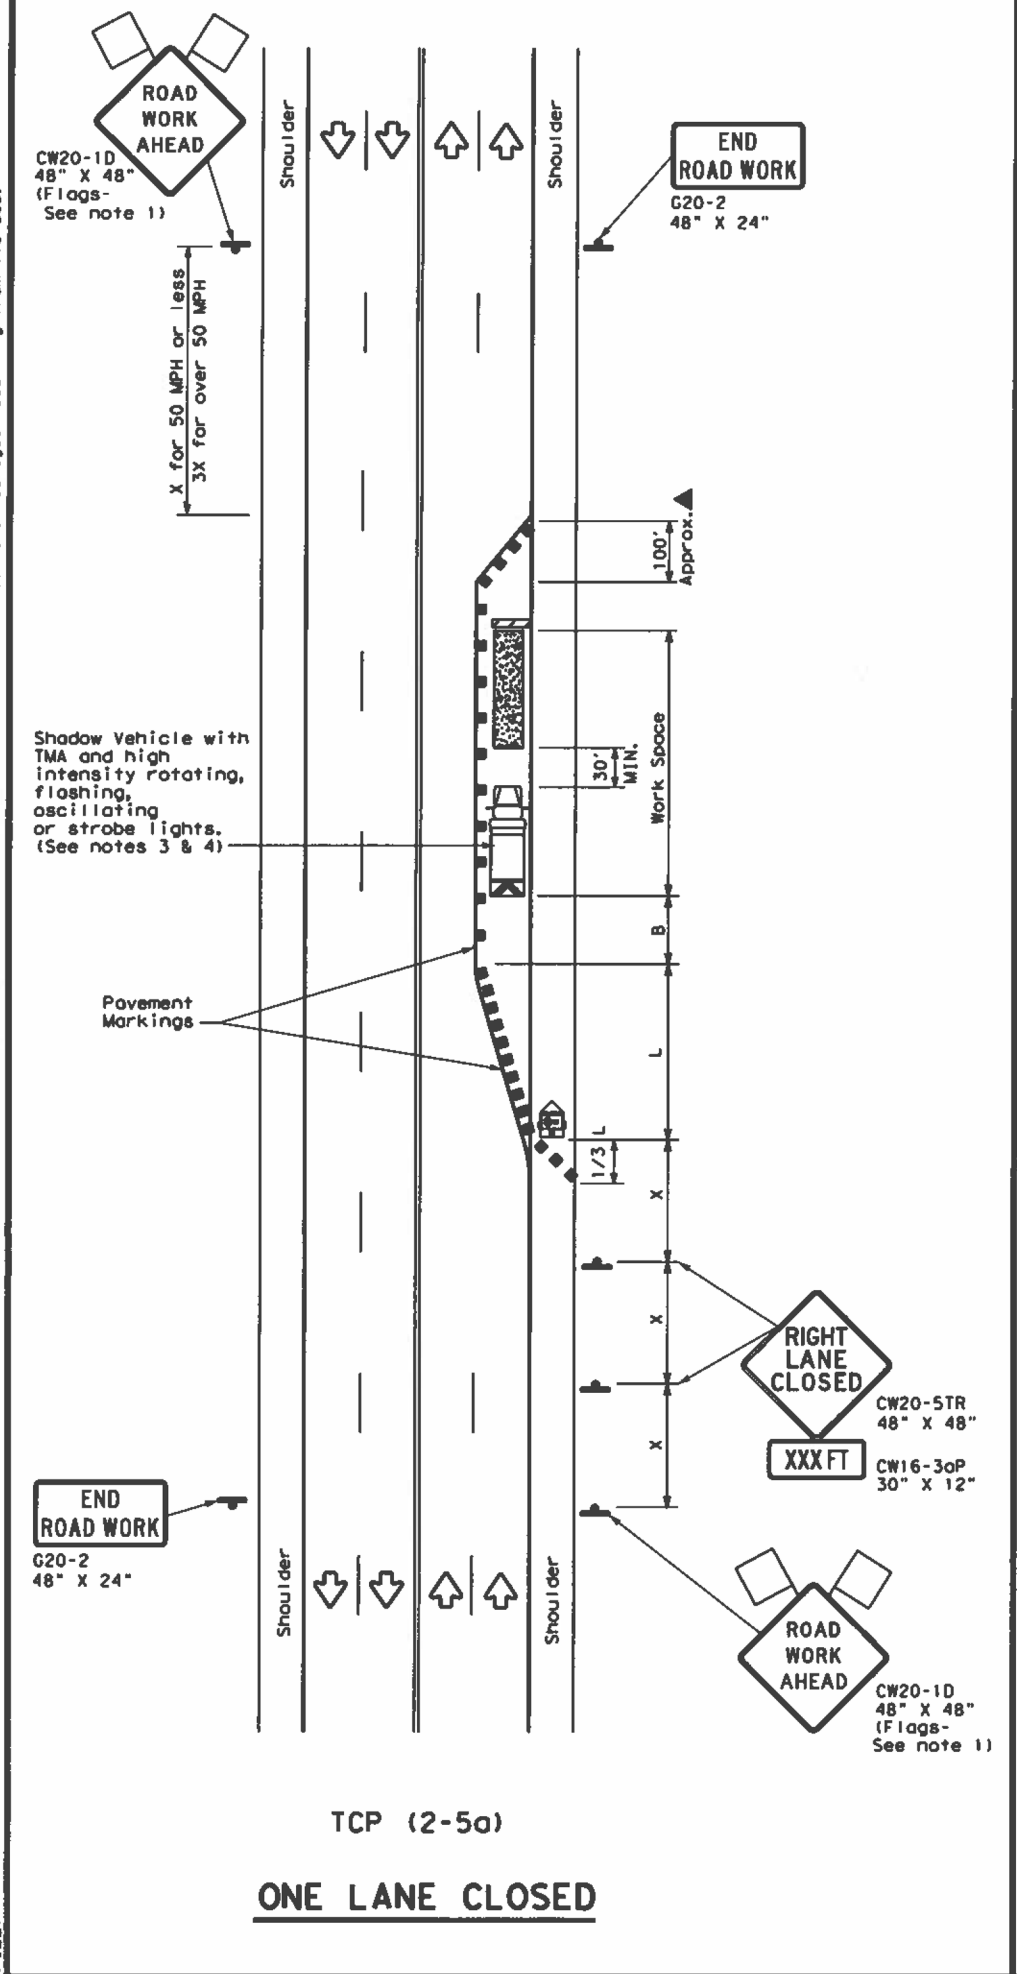 ROAD
WORK
AHEAD
CW20-1D
48" X 48"
(Flags-
See note 1)
Shoulder
Shoulder
END
ROAD WORK
G20-2
48" X 24"
X for 50 MPH or less
3X for over 50 MPH
100'
Approx.
Shadow Vehicle with
TMA and high
intensity rotating,
flashing,
oscillating
or strobe lights.
(See notes 3 & 4)
30'
MIN.
Work Space
B
Pavement
Markings
L
1/3 L
X
X
X
RIGHT
LANE
CLOSED
CW20-5TR
48" X 48"
XXX FT
CW16-3aP
30" X 12"
END
ROAD WORK
G20-2
48" X 24"
Shoulder
Shoulder
ROAD
WORK
AHEAD
CW20-1D
48" X 48"
(Flags-
See note 1)
TCP (2-5a)
ONE LANE CLOSED